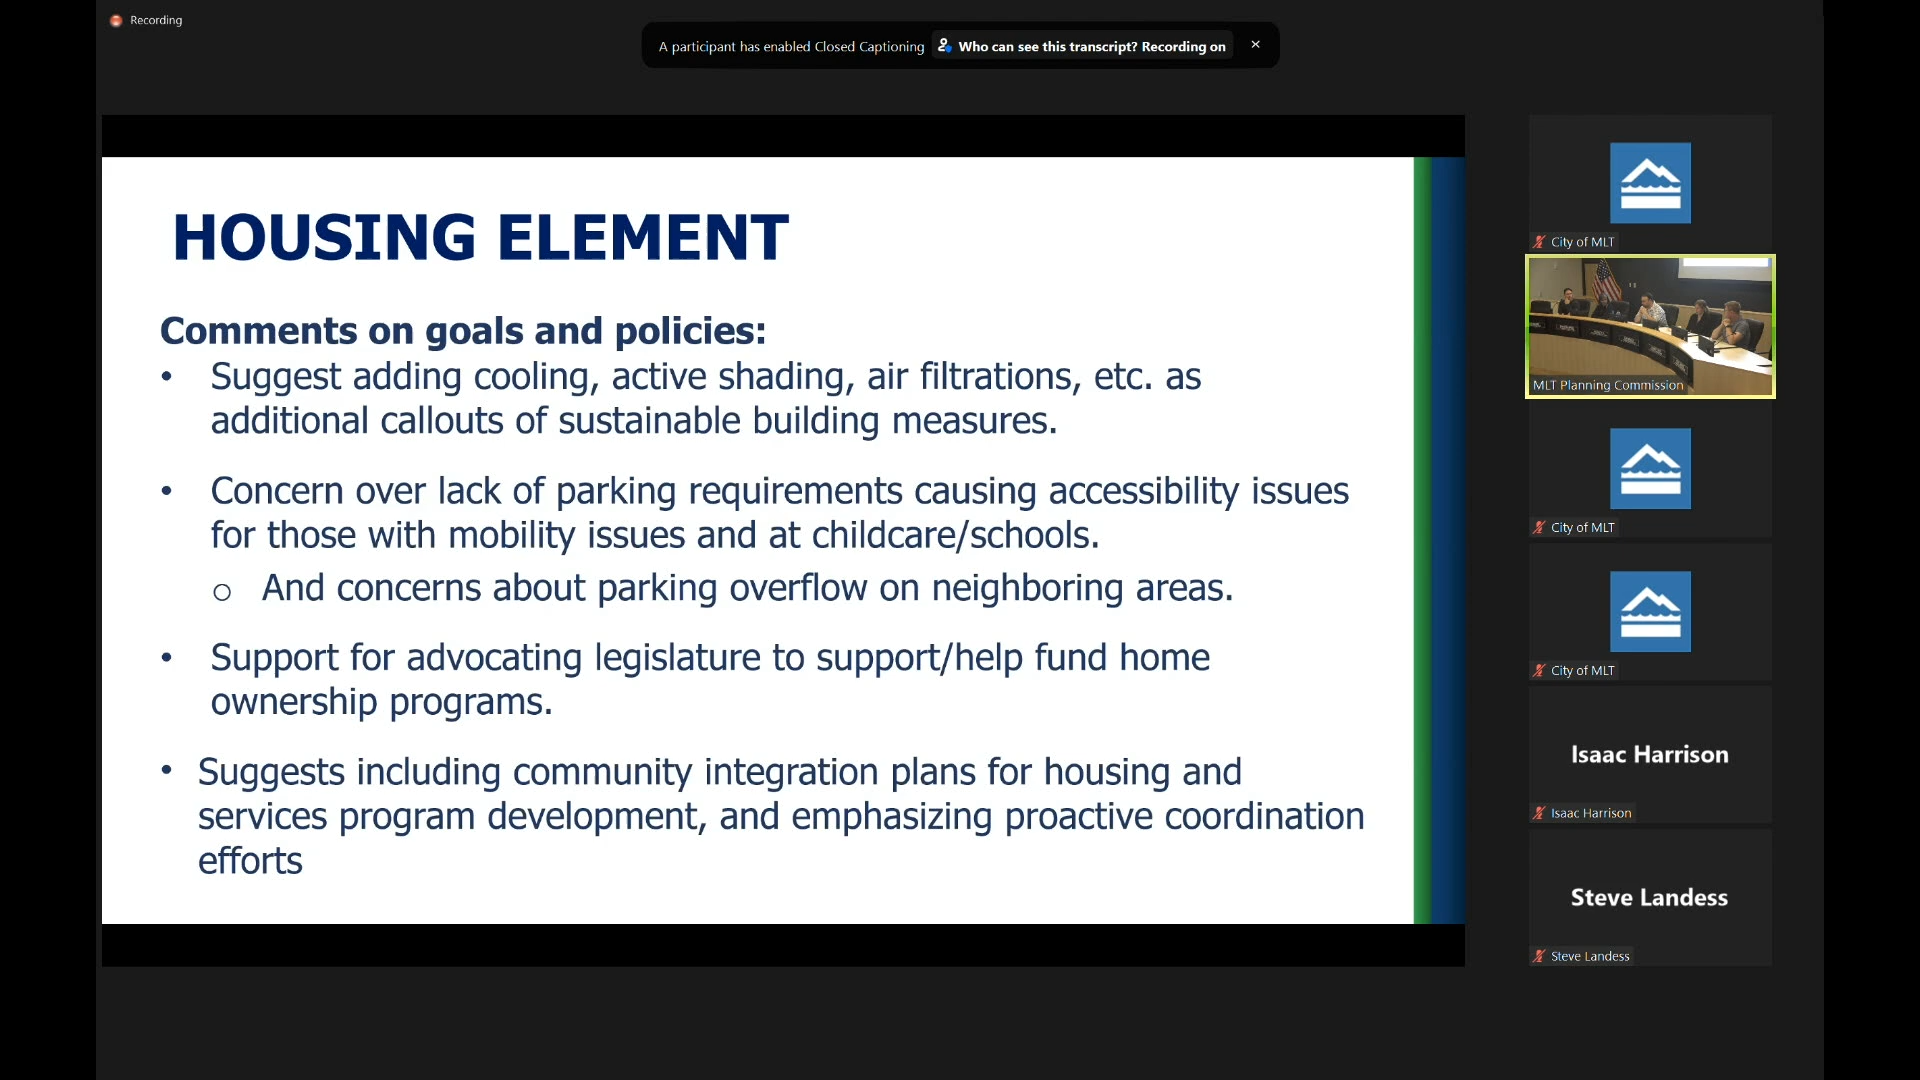 Recording
A participant has enabled Closed Captioning
Who can see this transcript? Recording on
HOUSING ELEMENT
Comments on goals and policies:
• Suggest adding cooling, active shading, air filtrations, etc. as
additional callouts of sustainable building measures.
• Concern over lack of parking requirements causing accessibility issues
for those with mobility issues and at childcare/schools.
o And concerns about parking overflow on neighboring areas.
• Support for advocating legislature to support/help fund home
ownership programs.
• Suggests including community integration plans for housing and
services program development, and emphasizing proactive coordination
efforts
City of MLT
MLT Planning Commission
City of MLT
City of MLT
Isaac Harrison
Isaac Harrison
Steve Landess
Steve Landess